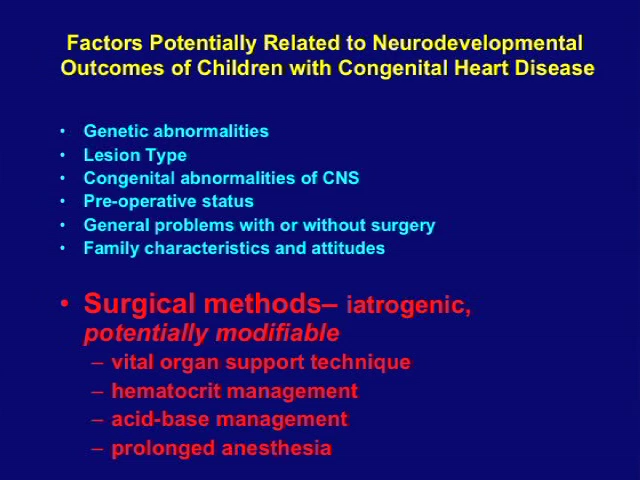 Factors Potentially Related to Neurodevelopmental
Outcomes of Children with Congenital Heart Disease
• Genetic abnormalities
• Lesion Type
• Congenital abnormalities of CNS
• Pre-operative status
• General problems with or without surgery
• Family characteristics and attitudes
• Surgical methods– iatrogenic,
potentially modifiable
– vital organ support technique
– hematocrit management
– acid-base management
– prolonged anesthesia